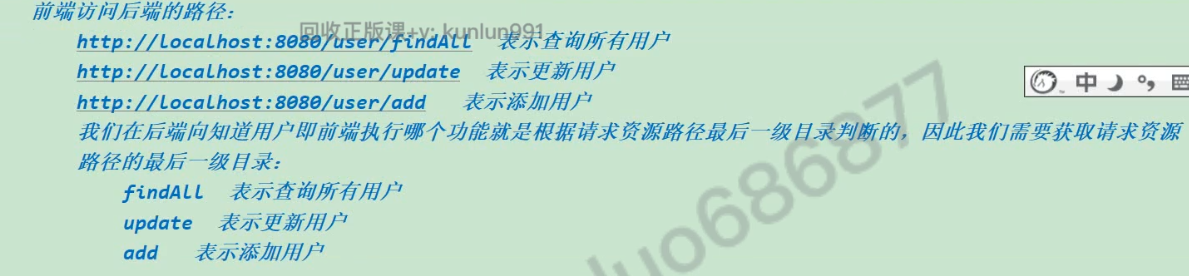 前端访问后端的路径：
回收正版课+v: kunlun991
http://localhost:8080/user/findAll 表示查询所有用户
http://localhost:8080/user/update 表示更新用户
http://localhost:8080/user/add 表示添加用户
我们在后端向知道用户即前端执行哪个功能就是根据请求资源路径最后一级目录判断的，因此我们需要获取请求资源
路径的最后一级目录：
findAll 表示查询所有用户
update 表示更新用户
add 表示添加用户
中
uo686877